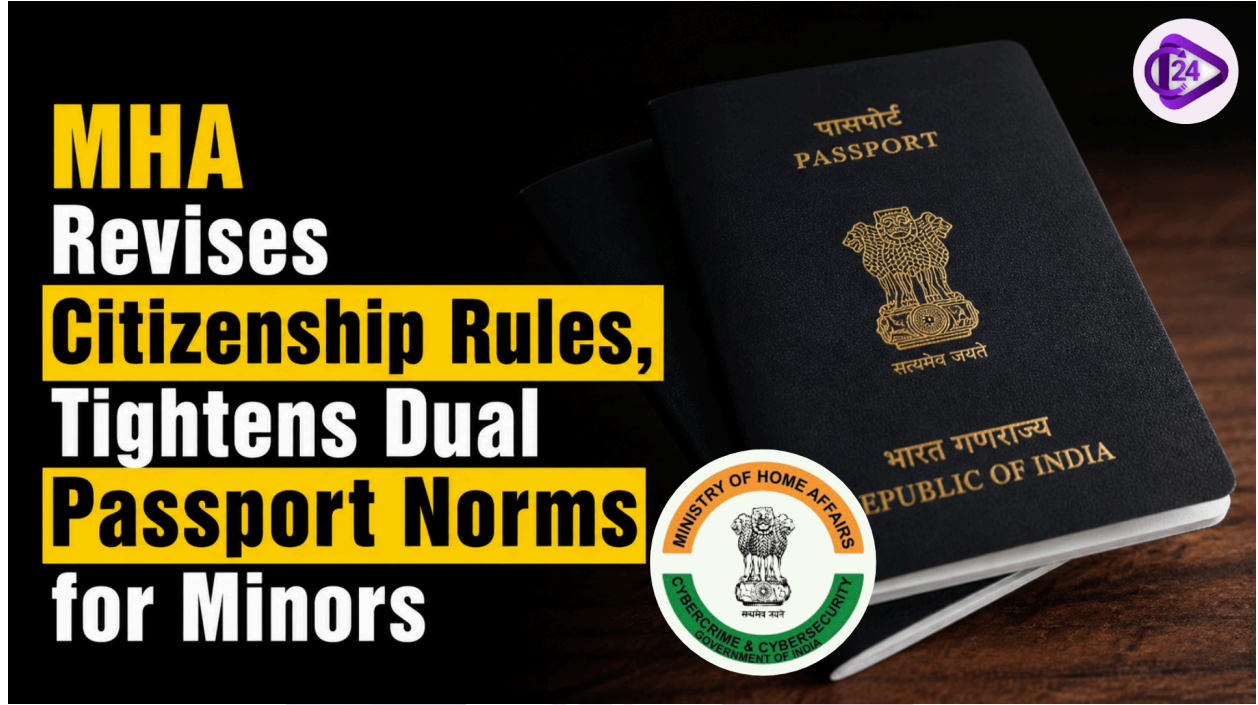 MHA
Revises
Citizenship Rules,
Tightens Dual
Passport Norms
for Minors
24
पासपोर्ट
PASSPORT
सत्यमेव जयते
भारत गणराज्य
EPUBLIC OF INDIA
MINISTRY OF HOME AFFAIRS
सत्यमेव जयते
CYBERCRIME & CYBERSECURITY
GOVERNMENT OF INDIA